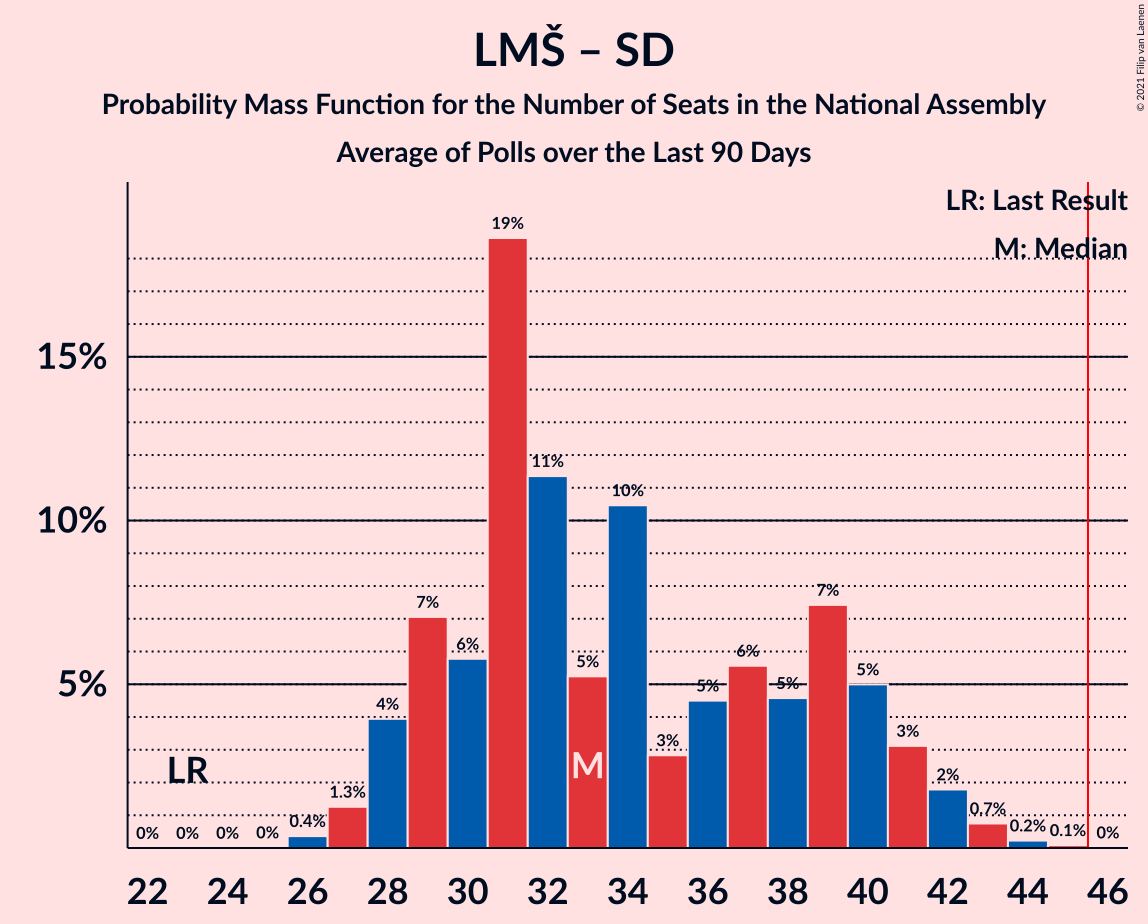 LMŠ – SD
Probability Mass Function for the Number of Seats in the National Assembly
Average of Polls over the Last 90 Days
© 2021 Filip van Laenen
LR: Last Result
M: Median
19%
15%
11%
10%
10%
7%
7%
6%
6%
5%
5%
5%
5%
5%
4%
3%
3%
LR
M
2%
1.3%
0.7%
0% 0% 0% 0% 0.4% 0.2% 0.1% 0%
22 24 26 28 30 32 34 36 38 40 42 44 46